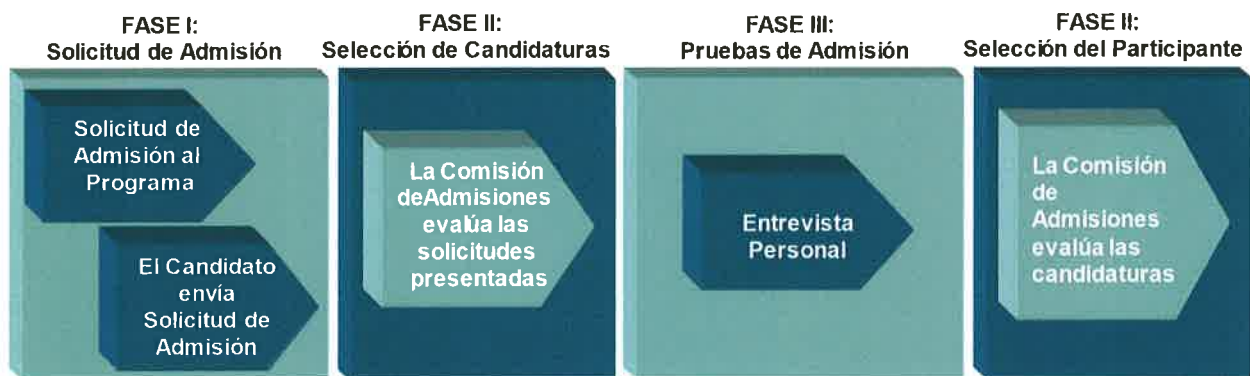 FASE I:
Solicitud de Admisión
Solicitud de
Admisión al
Programa
El Candidato
envía
Solicitud de
Admisión
FASE II:
Selección de Candidaturas
La Comisión
deAdmisiones
evalúa las
solicitudes
presentadas
FASE III:
Pruebas de Admisión
Entrevista
Personal
FASE II:
Selección del Participante
La Comisión
de
Admisiones
evalúa las
candidaturas